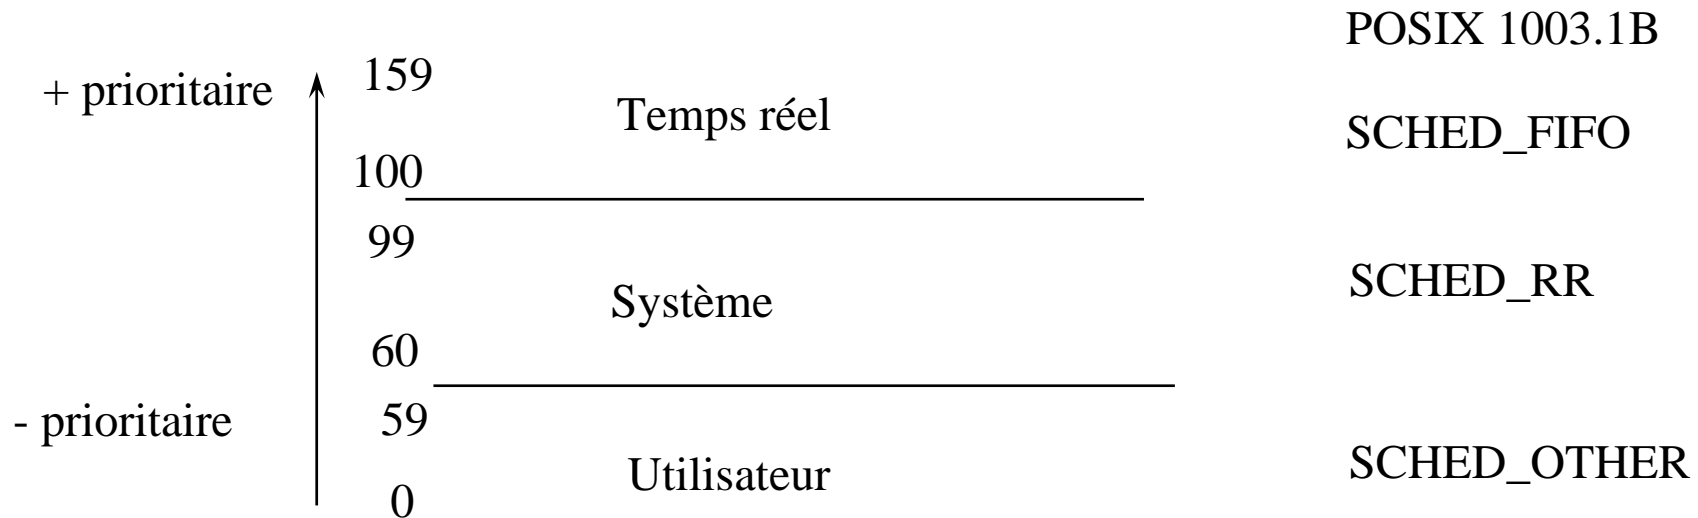 POSIX 1003.1B
+ prioritaire
159
Temps réel
SCHED_FIFO
100
99
Système
SCHED_RR
60
- prioritaire
59
Utilisateur
SCHED_OTHER
0